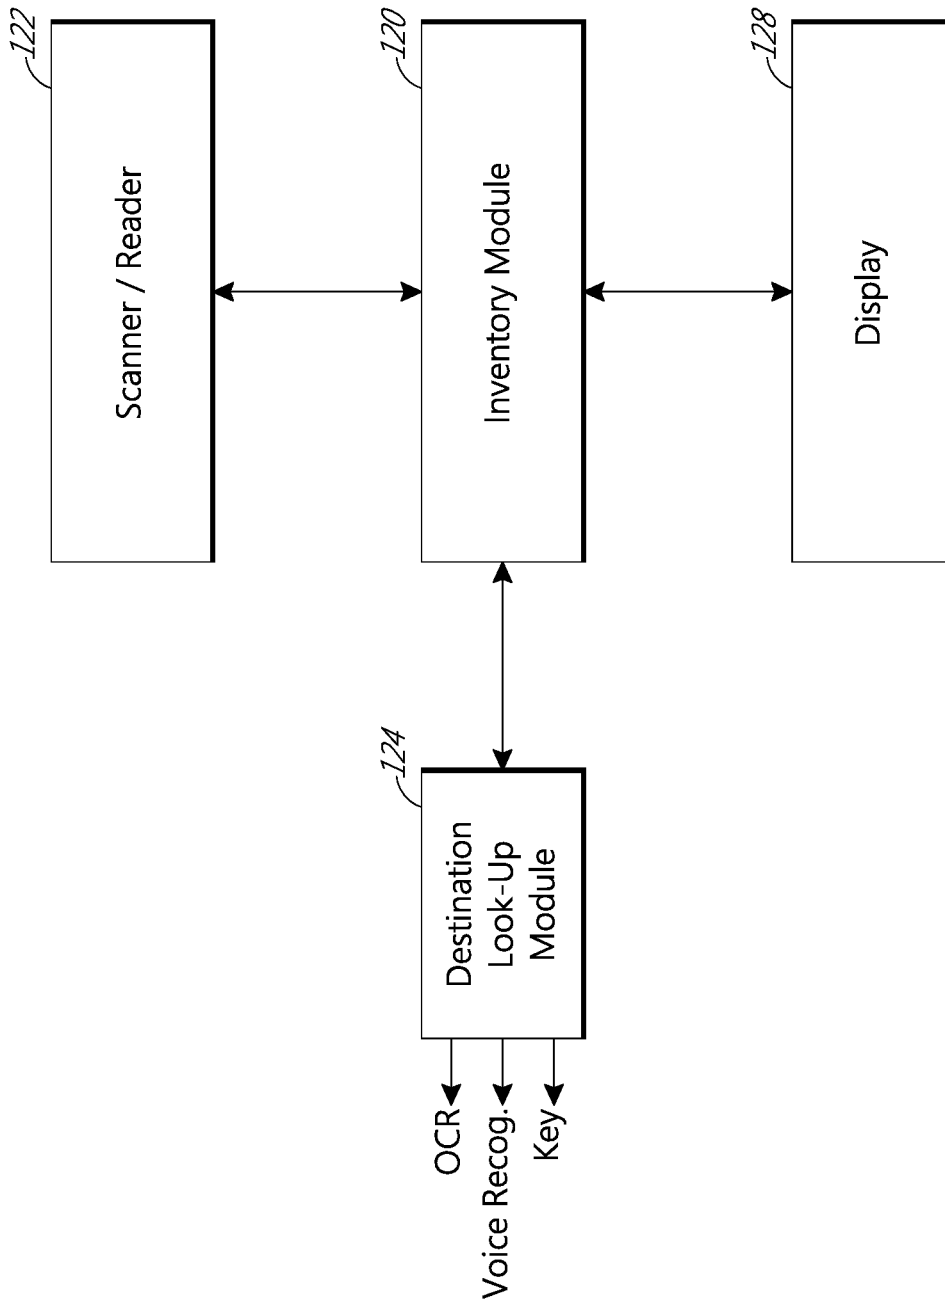 122
Scanner / Reader
120
Inventory Module
128
Display
124
Destination
Look-Up
Module
OCR
Voice Recog.
Key